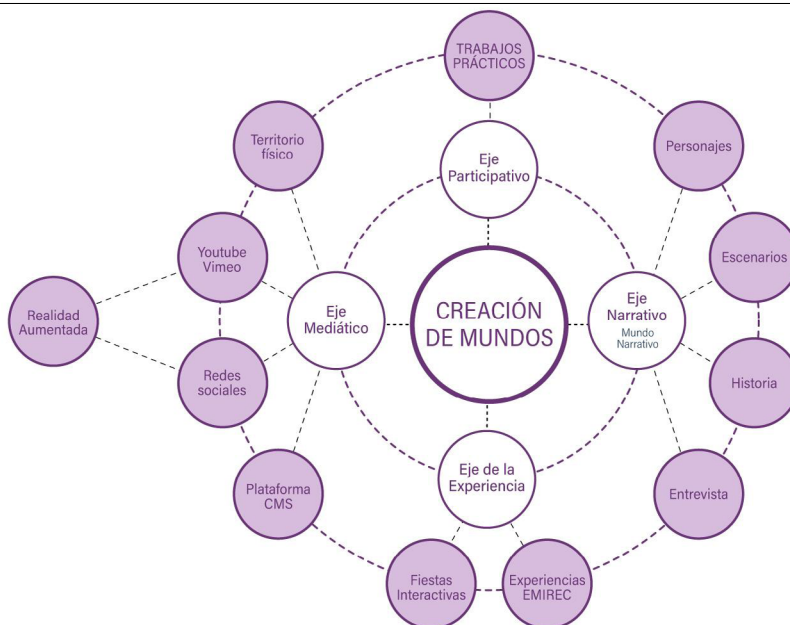 TRABAJOS
PRÁCTICOS
Territorio
físico
Eje
Participativo
Personajes
Youtube
Vimeo
Escenarios
Realidad
Aumentada
Eje
Mediático
CREACIÓN
DE MUNDOS
Eje
Narrativo
Mundo
Narrativo
Redes
sociales
Historia
Plataforma
CMS
Eje de la
Experiencia
Entrevista
Fiestas
Interactivas
Experiencias
EMIREC